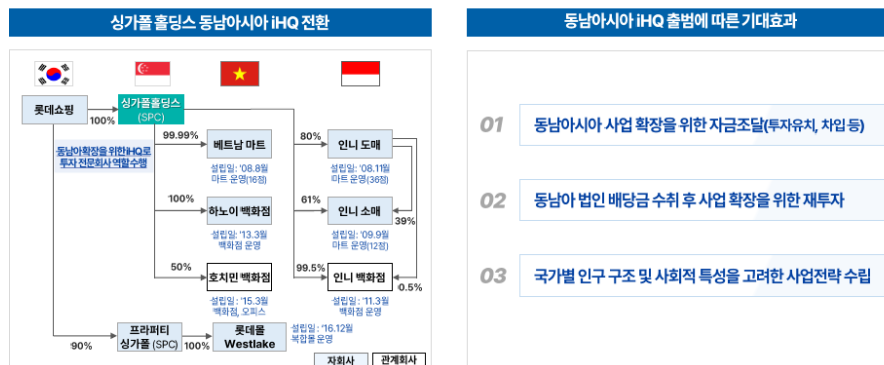 싱가폴 홀딩스 동남아시아 iHQ 전환
롯데쇼핑
100%
싱가폴홀딩스
(SPC)
동남아확장을 위한 iHQ로
투자 전문회사 역할 수행
99.99%
베트남 마트
설립일: '08.8월
마트 운영(16점)
80%
인니 도매
설립일: '08.11월
마트 운영(36점)
100%
하노이 백화점
설립일: '13.3월
백화점 운영
61%
인니 소매
39%
설립일: '09.9월
마트 운영(12점)
50%
호치민 백화점
설립일: '15.3월
백화점, 오피스
99.5%
인니 백화점
0.5%
설립일: '11.3월
백화점 운영
90%
프라퍼티
싱가폴 (SPC)
100%
롯데몰
Westlake
설립일: '16.12월
복합몰 운영
자회사
관계회사
동남아시아 iHQ 출범에 따른 기대효과
01 동남아시아 사업 확장을 위한 자금조달(투자유치, 차입 등)
02 동남아 법인 배당금 수취 후 사업 확장을 위한 재투자
03 국가별 인구 구조 및 사회적 특성을 고려한 사업전략 수립